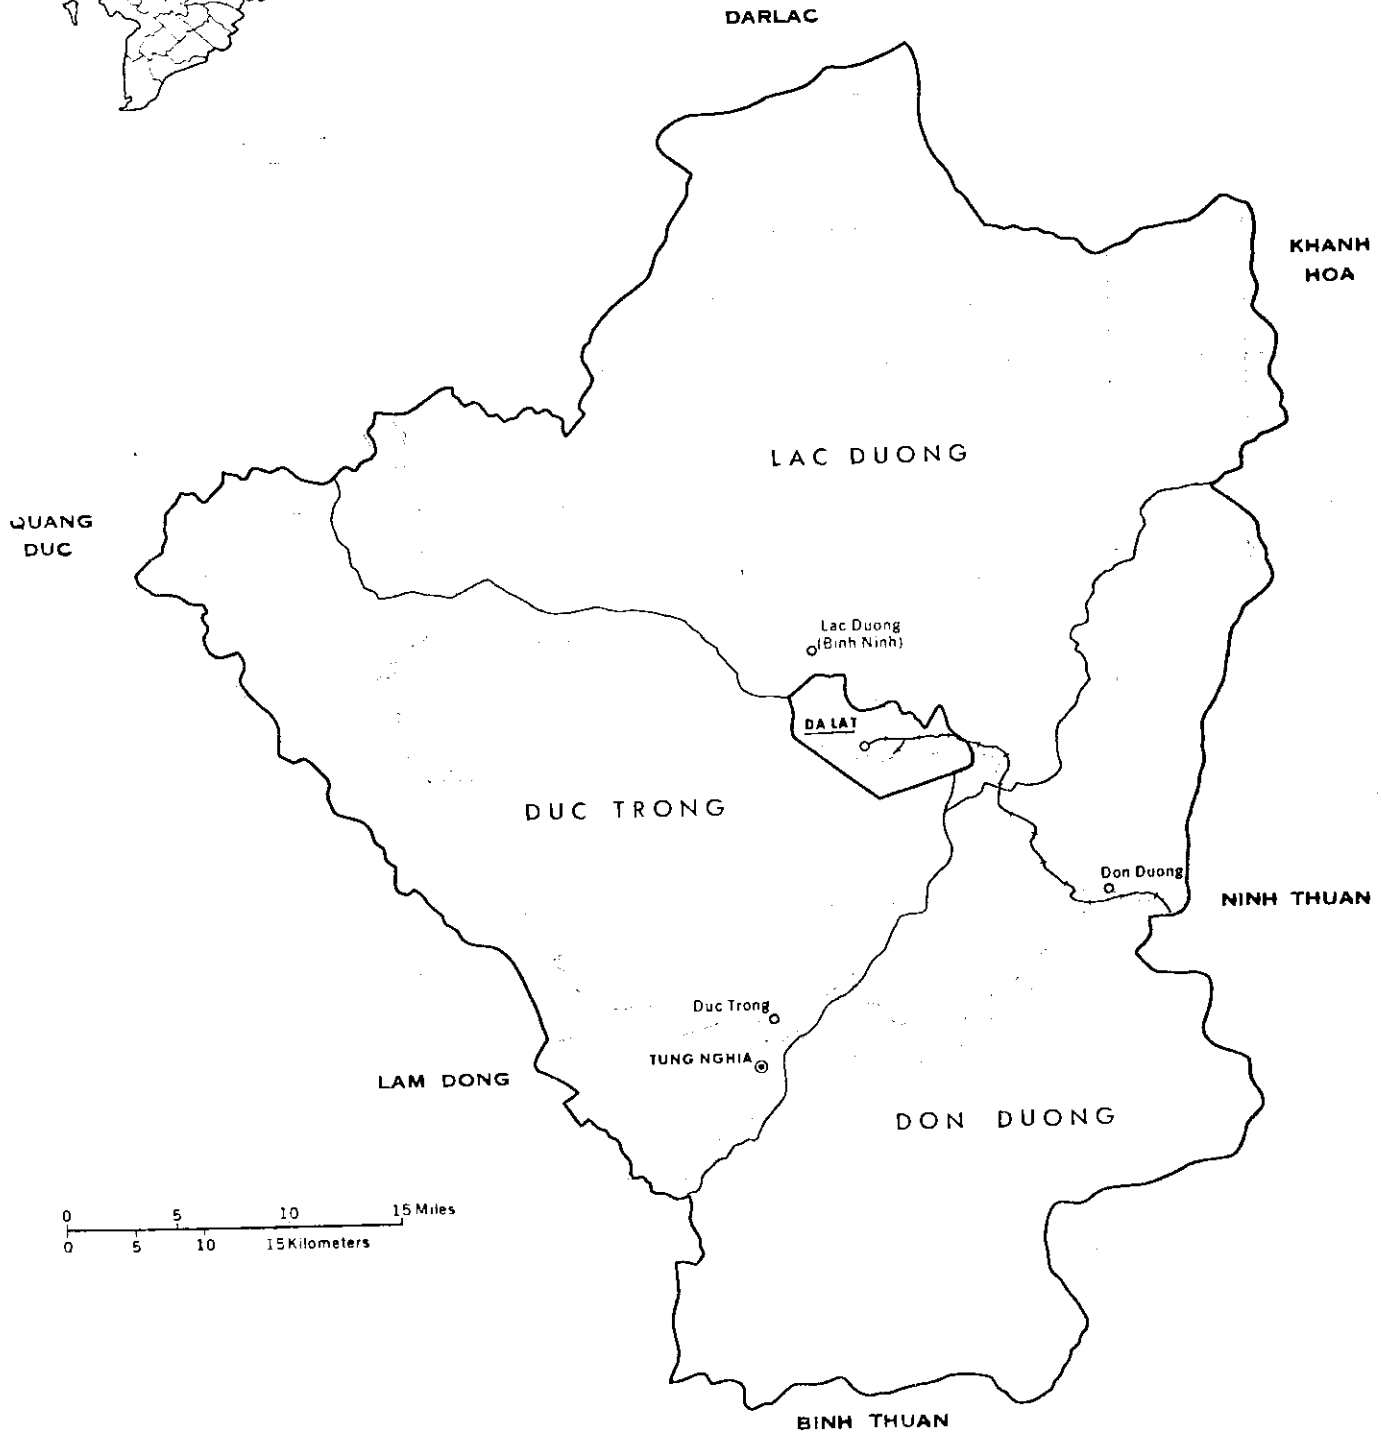 DARLAC
KHANH
HOA
LAC DUONG
QUANG
DUC
Lac Duong
(Binh Ninh)
DA LAT
DUC TRONG
Don Duong
NINH THUAN
Duc Trong
TUNG NGHIA
LAM DONG
DON DUONG
0 5 10 15 Miles
0 5 10 15 Kilometers
BINH THUAN